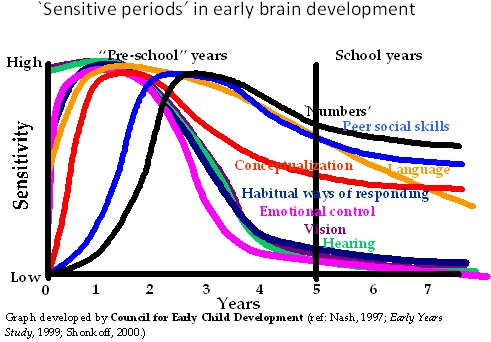 `Sensitive periods’ in early brain development
“Pre-school” years School years
High
`Numbers’
Peer social skills
Sensitivity
Conceptualization Language
Habitual ways of responding
Emotional control
Vision
Hearing
Low
0 1 2 3 4 5 6 7
Years
Graph developed by Council for Early Child Development (ref: Nash, 1997; Early Years
Study, 1999; Shonkoff, 2000.)